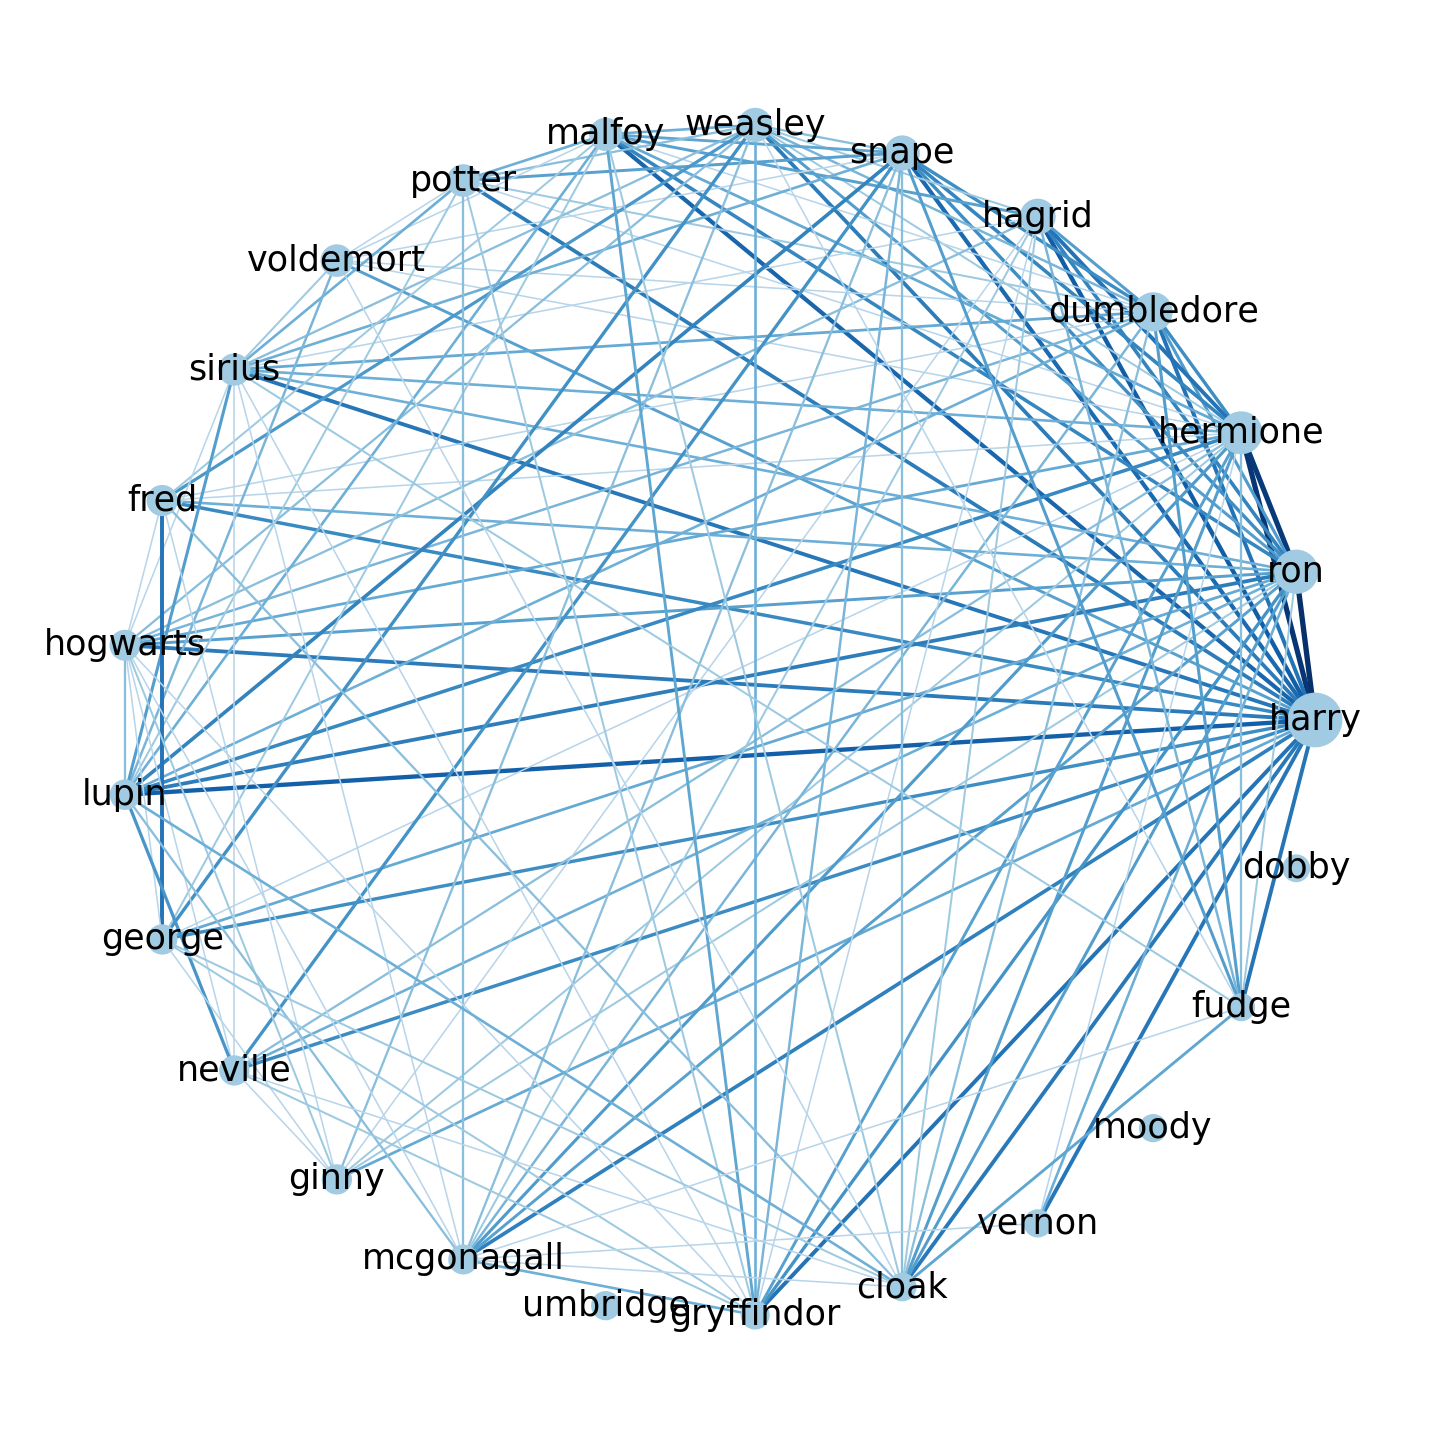 weasley
malfoy
snape
potter
hagrid
voldemort
dumbledore
sirius
hermione
fred
ron
hogwarts
harry
lupin
dobby
george
fudge
neville
moody
ginny
vernon
mcgonagall
cloak
umbridge
gryffindor